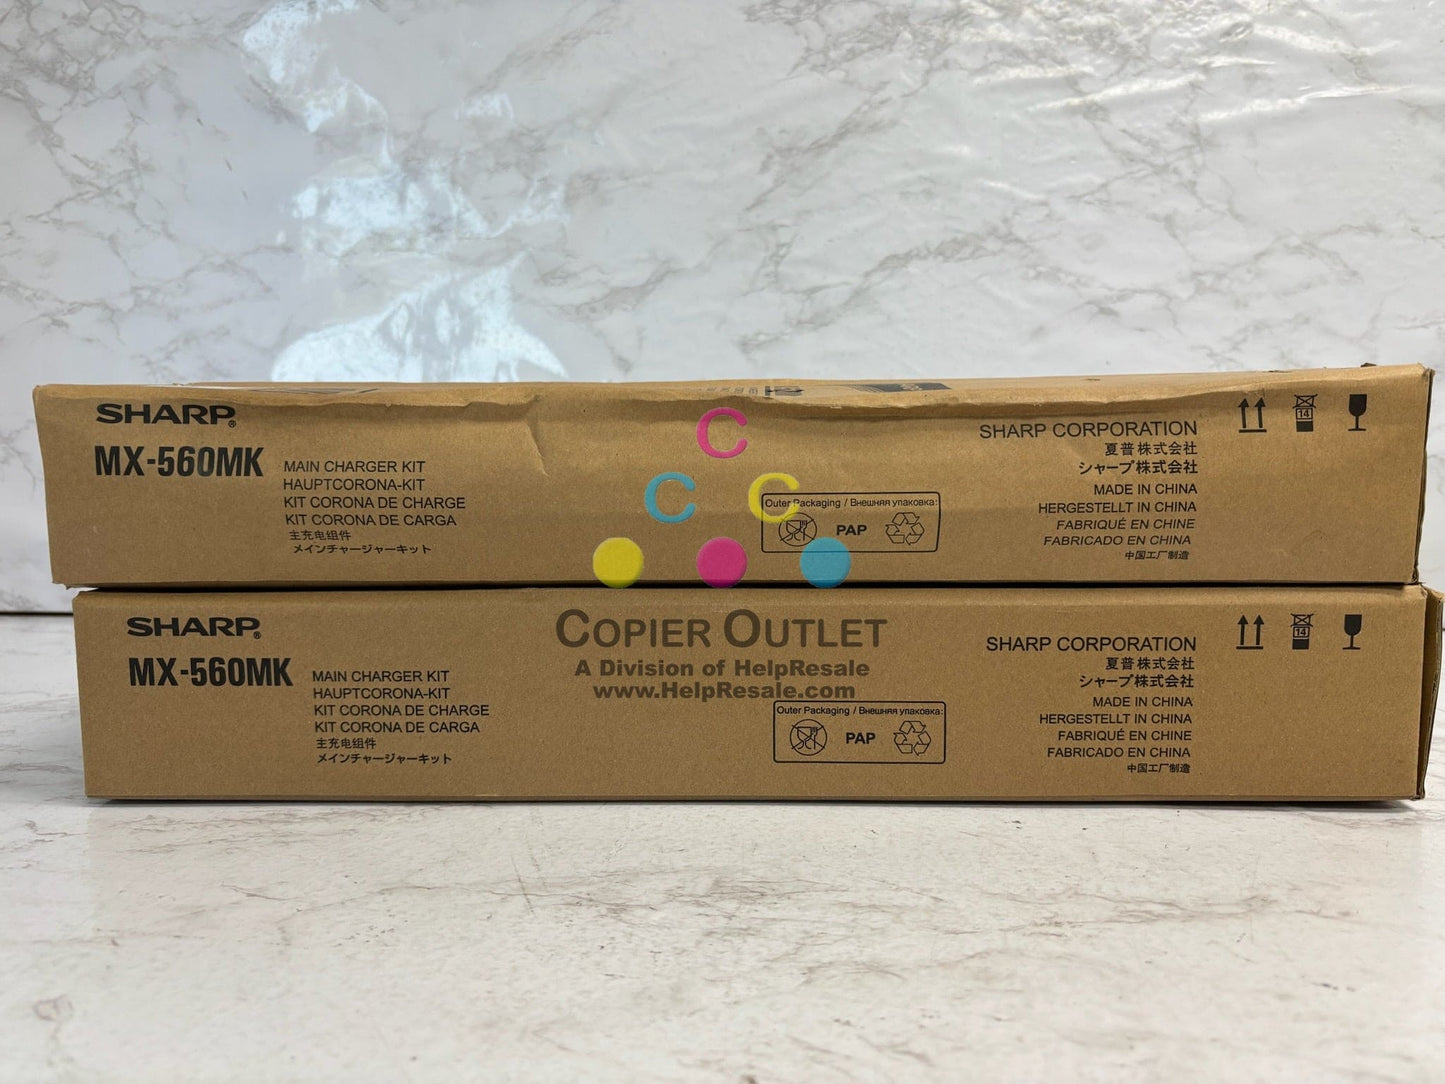 SHARP®
MX-560MK
MAIN CHARGER KIT
HAUPTCORONA-KIT
KIT CORONA DE CHARGE
KIT CORONA DE CARGA
主充电组件
メインチャージャーキット
C
C C
Outer Packaging / Внешняя упаковка:
PAP
SHARP CORPORATION
夏普株式会社
シャープ株式会社
MADE IN CHINA
HERGESTELLT IN CHINA
FABRIQUÉ EN CHINE
FABRICADO EN CHINA
中国工厂制造
14
COPIER OUTLET
A Division of HelpResale
www.HelpResale.com
SHARP®
MX-560MK
MAIN CHARGER KIT
HAUPTCORONA-KIT
KIT CORONA DE CHARGE
KIT CORONA DE CARGA
主充电组件
メインチャージャーキット
Outer Packaging / Внешняя упаковка:
PAP
SHARP CORPORATION
夏普株式会社
シャープ株式会社
MADE IN CHINA
HERGESTELLT IN CHINA
FABRIQUÉ EN CHINE
FABRICADO EN CHINA
中国工厂制造
14